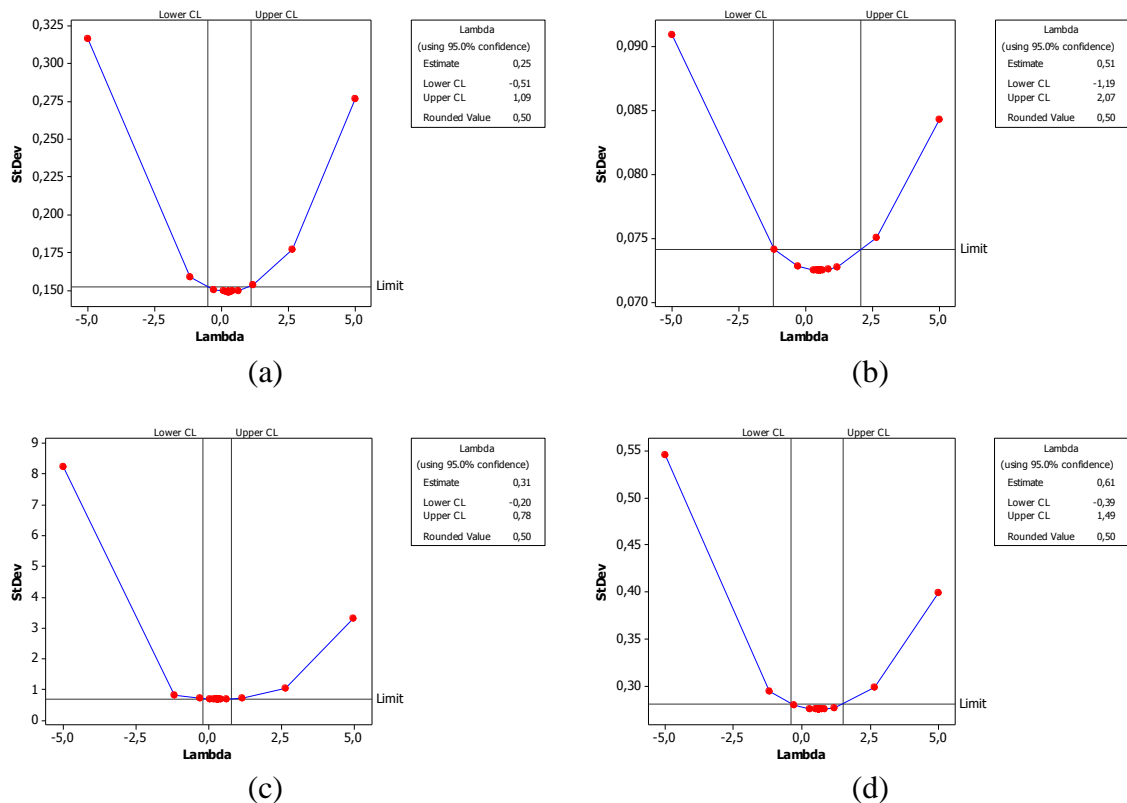 Lower CL Upper CL
0,325
0,300
0,275
0,250
0,225
0,200
0,175
0,150
StDev
-5,0 -2,5 0,0 2,5 5,0
Lambda
Limit
Lambda
(using 95.0% confidence)
Estimate 0,25
Lower CL -0,51
Upper CL 1,09
Rounded Value 0,50
(a)
Lower CL Upper CL
0,090
0,085
0,080
0,075
0,070
StDev
-5,0 -2,5 0,0 2,5 5,0
Lambda
Limit
Lambda
(using 95.0% confidence)
Estimate 0,51
Lower CL -1,19
Upper CL 2,07
Rounded Value 0,50
(b)
Lower CL Upper CL
9
8
7
6
5
4
3
2
1
0
StDev
-5,0 -2,5 0,0 2,5 5,0
Lambda
Limit
Lambda
(using 95.0% confidence)
Estimate 0,31
Lower CL -0,20
Upper CL 0,78
Rounded Value 0,50
(c)
Lower CL Upper CL
0,55
0,50
0,45
0,40
0,35
0,30
StDev
-5,0 -2,5 0,0 2,5 5,0
Lambda
Limit
Lambda
(using 95.0% confidence)
Estimate 0,61
Lower CL -0,39
Upper CL 1,49
Rounded Value 0,50
(d)